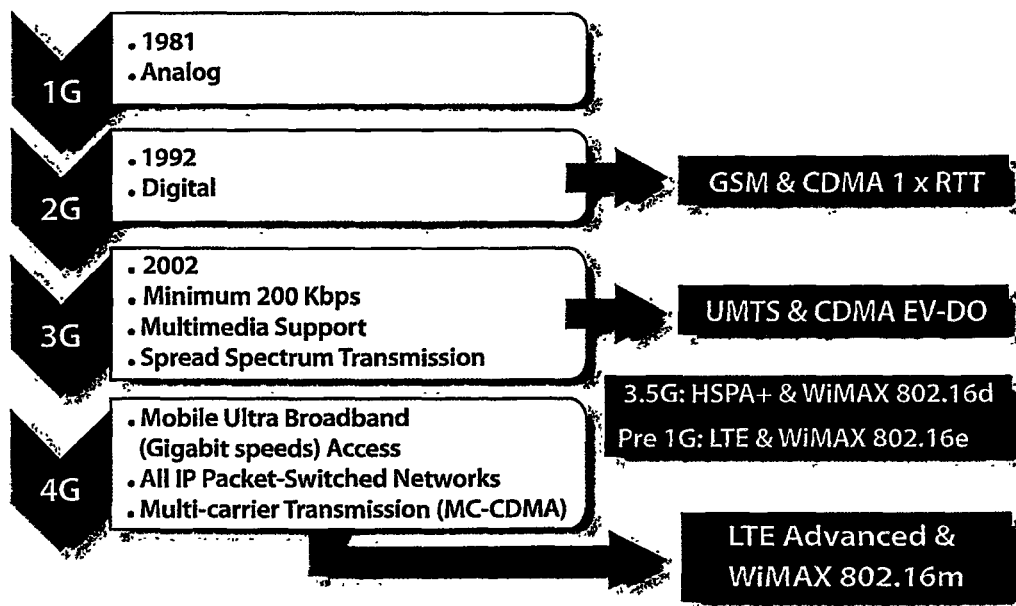 1G
. 1981
. Analog
2G
. 1992
. Digital
GSM & CDMA 1 x RTT
3G
. 2002
. Minimum 200 Kbps
. Multimedia Support
. Spread Spectrum Transmission
UMTS & CDMA EV-DO
3.5G: HSPA+ & WiMAX 802.16d
Pre 1G: LTE & WiMAX 802.16e
4G
. Mobile Ultra Broadband
(Gigabit speeds) Access
. All IP Packet-Switched Networks
. Multi-carrier Transmission (MC-CDMA)
LTE Advanced &
WiMAX 802.16m